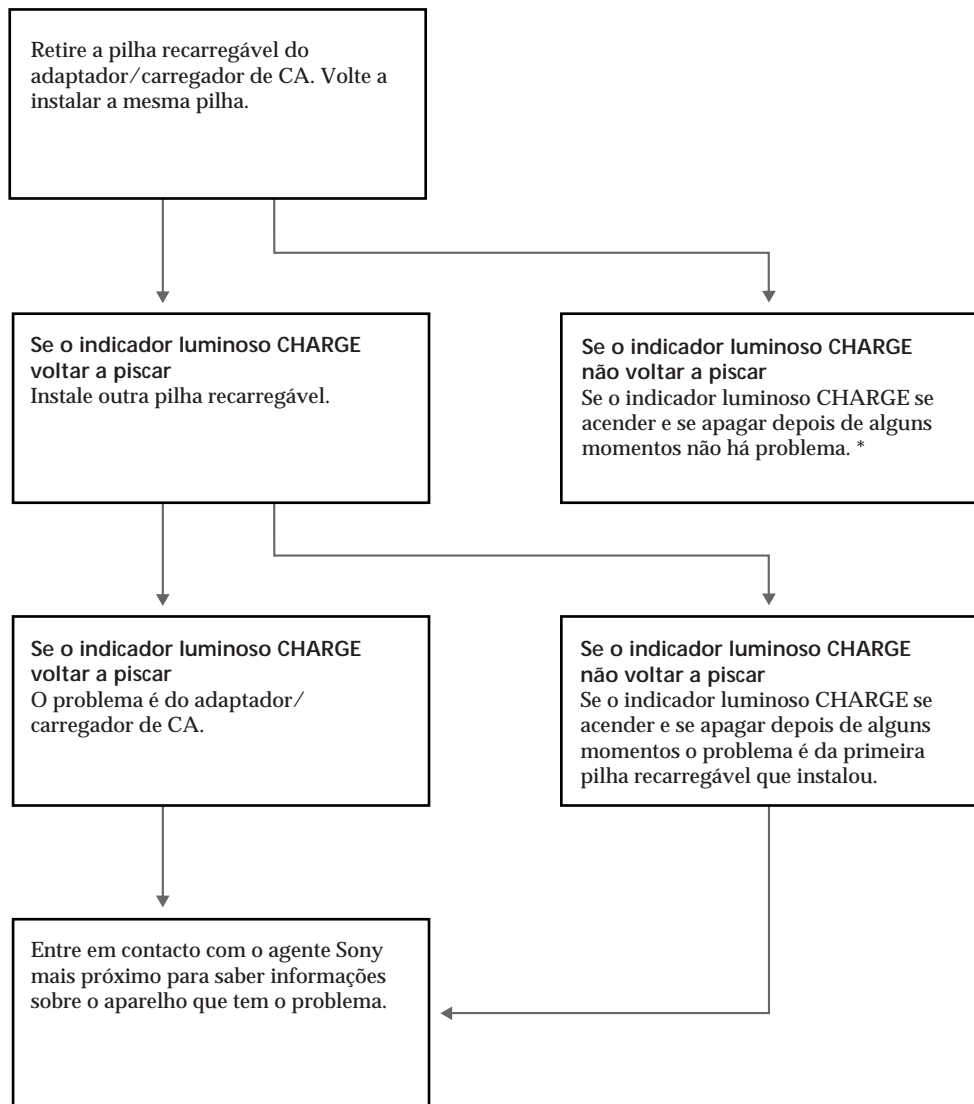 Retire a pilha recarregável do
adaptador/carregador de CA. Volte a
instalar a mesma pilha.
Se o indicador luminoso CHARGE
voltar a piscar
Instale outra pilha recarregável.
Se o indicador luminoso CHARGE
não voltar a piscar
Se o indicador luminoso CHARGE se
acender e se apagar depois de alguns
momentos não há problema. *
Se o indicador luminoso CHARGE
voltar a piscar
O problema é do adaptador/
carregador de CA.
Se o indicador luminoso CHARGE
não voltar a piscar
Se o indicador luminoso CHARGE se
acender e se apagar depois de alguns
momentos o problema é da primeira
pilha recarregável que instalou.
Entre em contacto com o agente Sony
mais próximo para saber informações
sobre o aparelho que tem o problema.